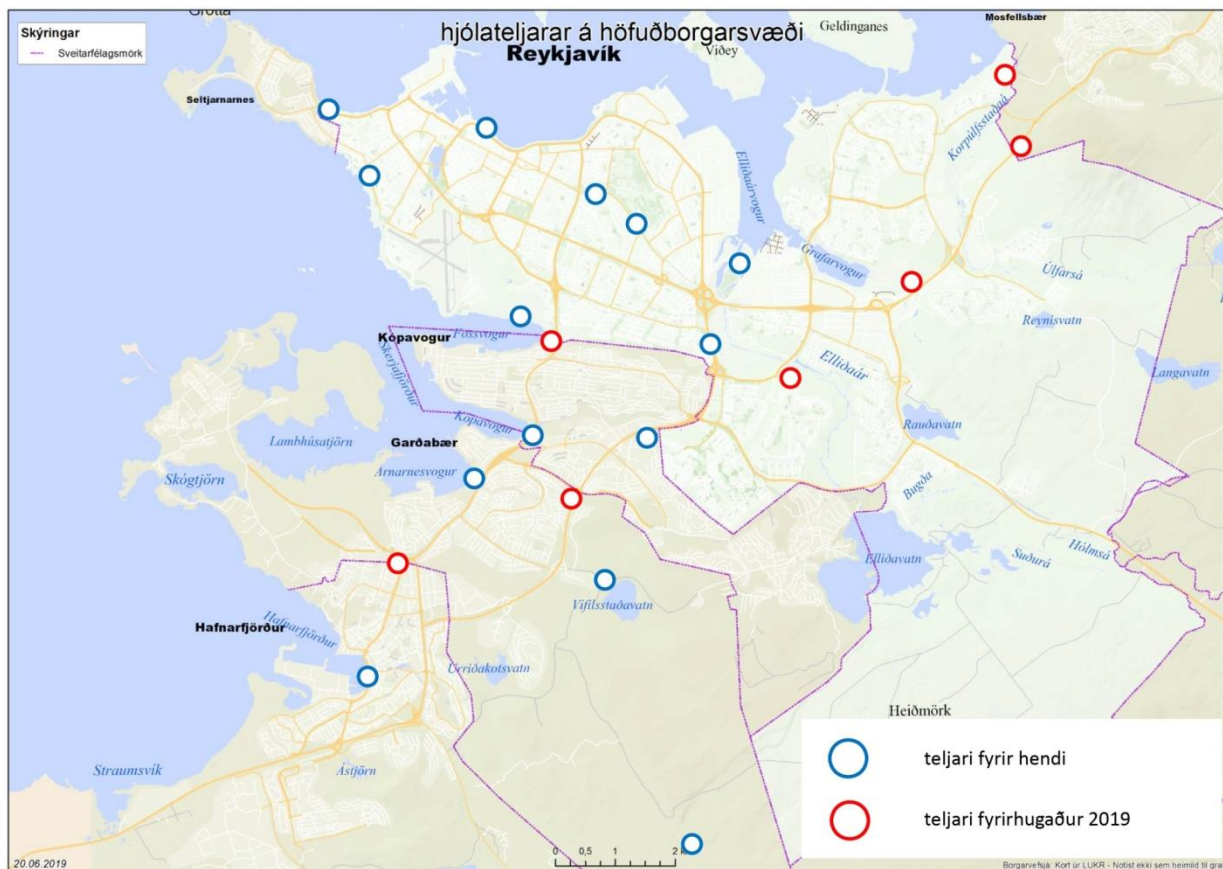 Grótta
Skýringar
Sveitarfélagsmörk
hjólateljarar á höfuðborgarsvæði
Reykjavík
Viðey
Geldinganes
Mosfellsbær
Seltjarnarnes
Korpúlfsstaðaá
Elliðaárvogur
Grafarvogur
Úlfarsá
Reynisvatn
Kópavogur
Fossvogur
Skerjafjörður
Elliðaár
Langavatn
Kopavogur
Rauðavatn
Garðabær
Lambhúsatjörn
Arnarnesvogur
Skógtjörn
Bugða
Elliðavatn
Suðurá
Hólmsá
Vífilsstaðavatn
Hafnarfjörður
Hafnarfjörður
Urriðakotsvatn
Heiðmörk
Straumsvík
Ástjörn
teljari fyrir hendi
teljari fyrirhugaður 2019
20.06.2019
0 0,5 1 2 k
Borgarvefsjá: Kort úr LUKR - Notist ekki sem heimild til gra